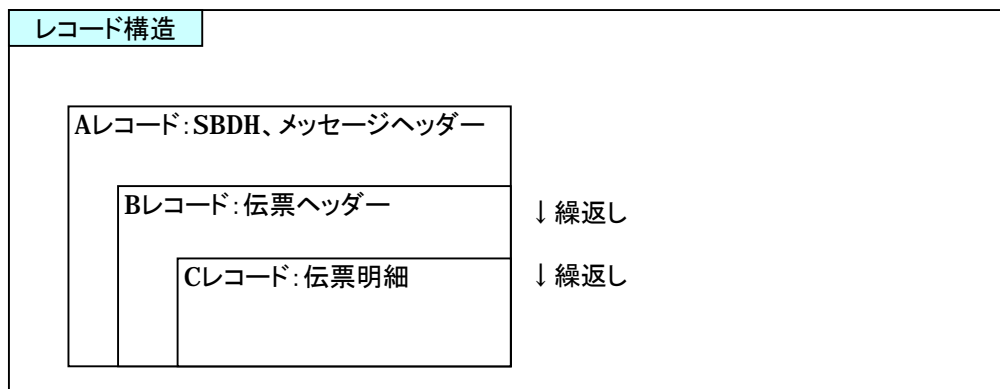 レコード構造
Aレコード：SBDH、メッセージヘッダー
Bレコード：伝票ヘッダー
↓繰返し
Cレコード：伝票明細
↓繰返し